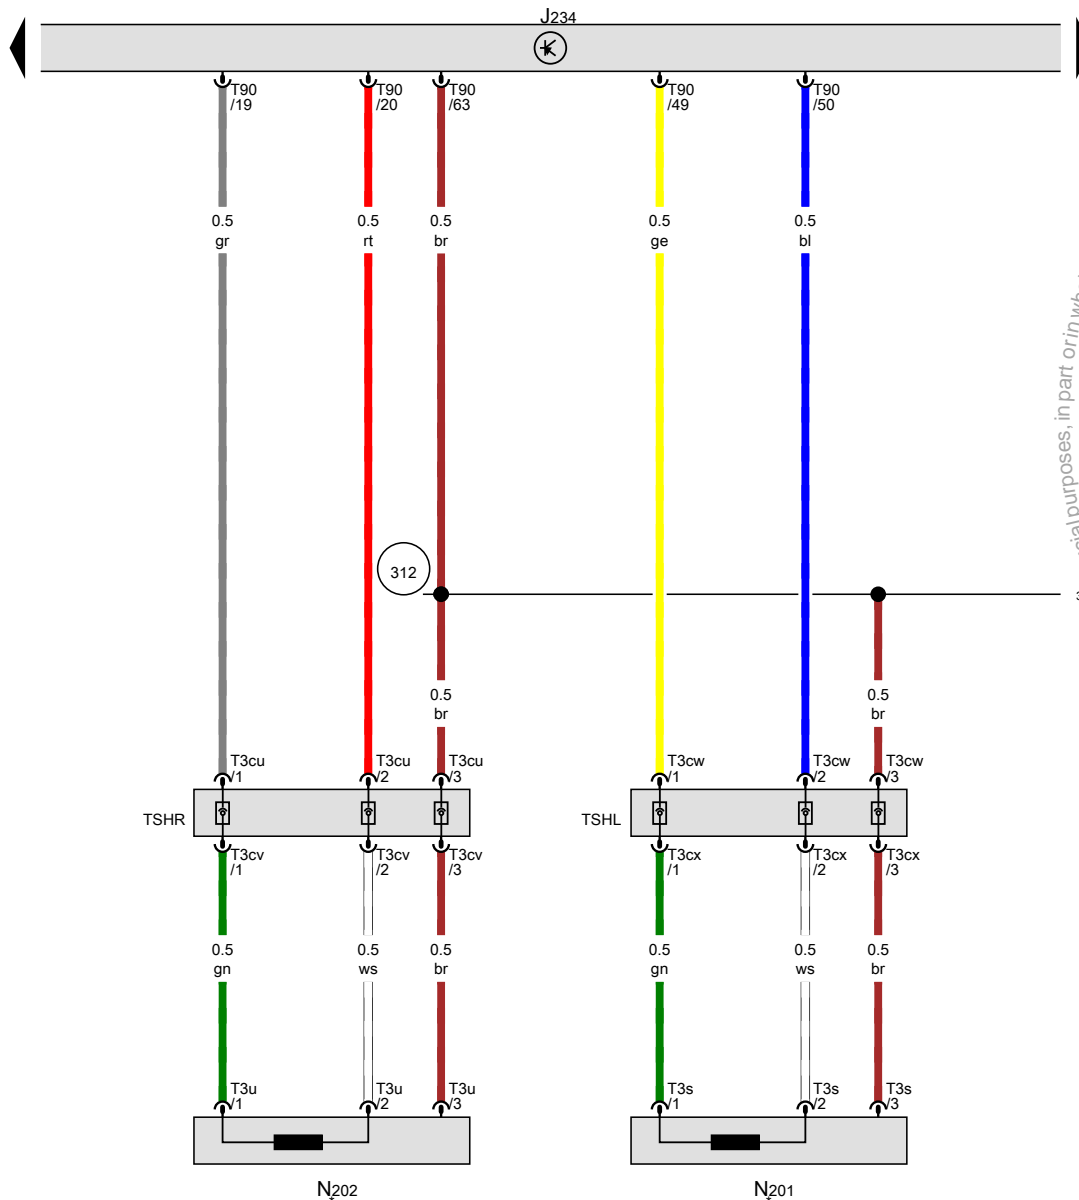 J234
T90 T90 T90 T90 T90
/19 /20 /63 /49 /50
0.5 0.5 0.5 0.5 0.5
gr rt br ge bl
cial purposes, in part or in wh
312
3
0.5 0.5
br br
T3cu T3cu T3cu T3cw T3cw T3cw
/1 /2 /3 /1 /2 /3
TSHR TSHL
T3cv T3cv T3cv T3cx T3cx T3cx
/1 /2 /3 /1 /2 /3
0.5 0.5 0.5 0.5 0.5 0.5
gn ws br gn ws br
T3u T3u T3u T3s T3s T3s
/1 /2 /3 /1 /2 /3
N202 N201